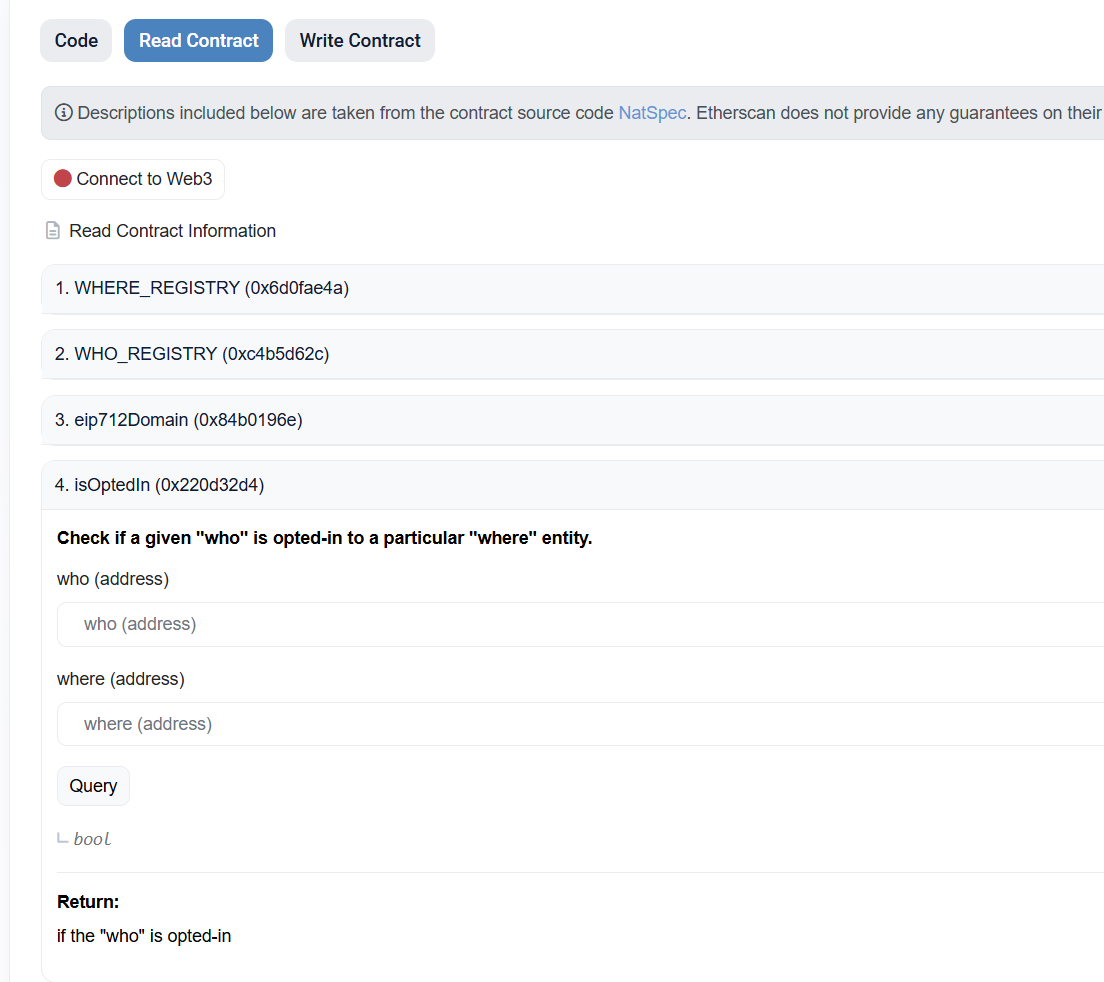 Code Read Contract Write Contract
Descriptions included below are taken from the contract source code NatSpec. Etherscan does not provide any guarantees on their
Connect to Web3
Read Contract Information
1. WHERE_REGISTRY (0x6d0fae4a)
2. WHO_REGISTRY (0xc4b5d62c)
3. eip712Domain (0x84b0196e)
4. isOptedIn (0x220d32d4)
Check if a given "who" is opted-in to a particular "where" entity.
who (address)
who (address)
where (address)
where (address)
Query
bool
Return:
if the "who" is opted-in